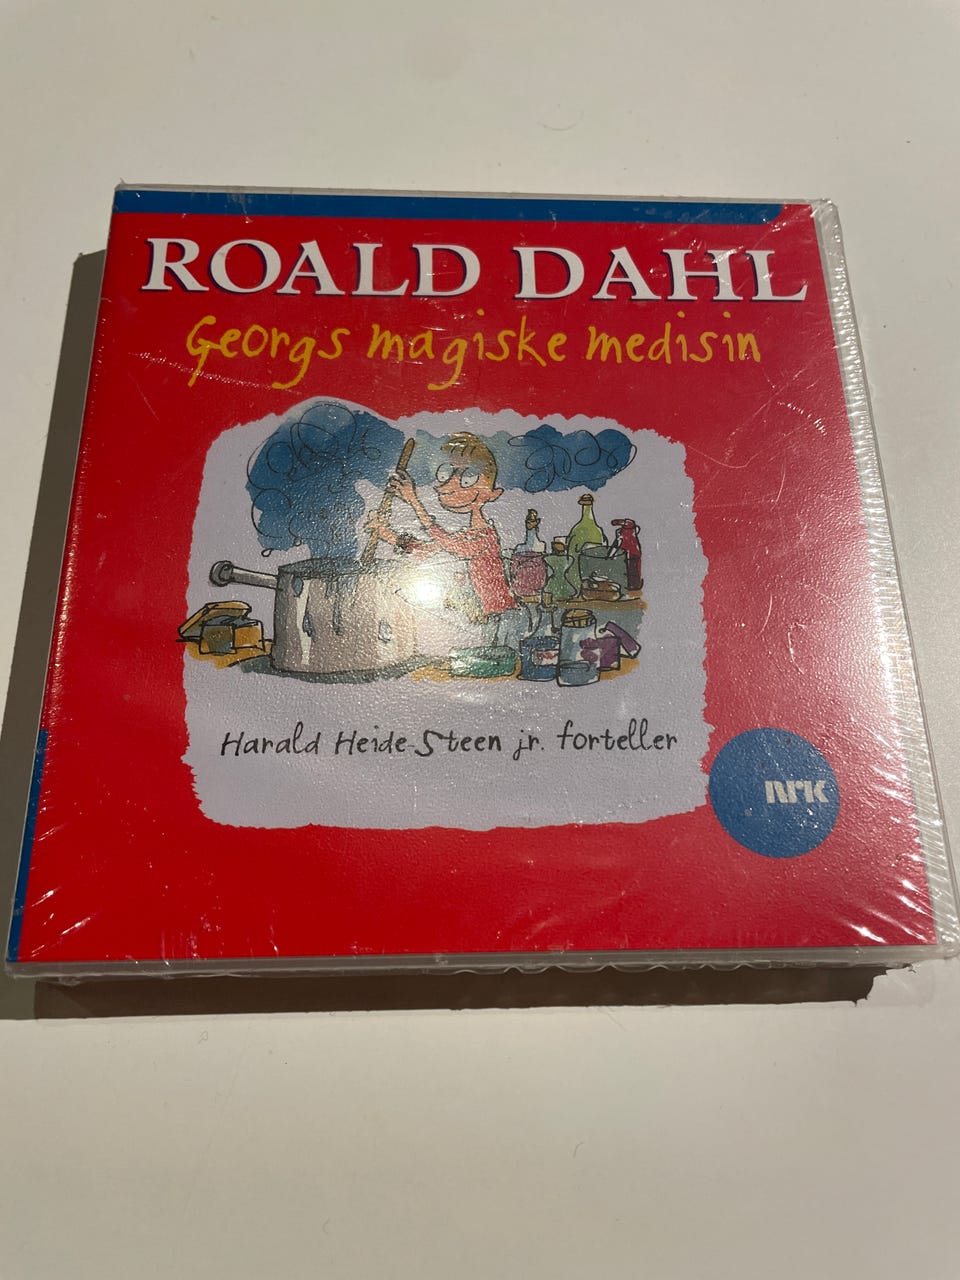 ROALD DAHL
Georgs magiske medisin
Harald Heide-Steen jr. forteller
nrk